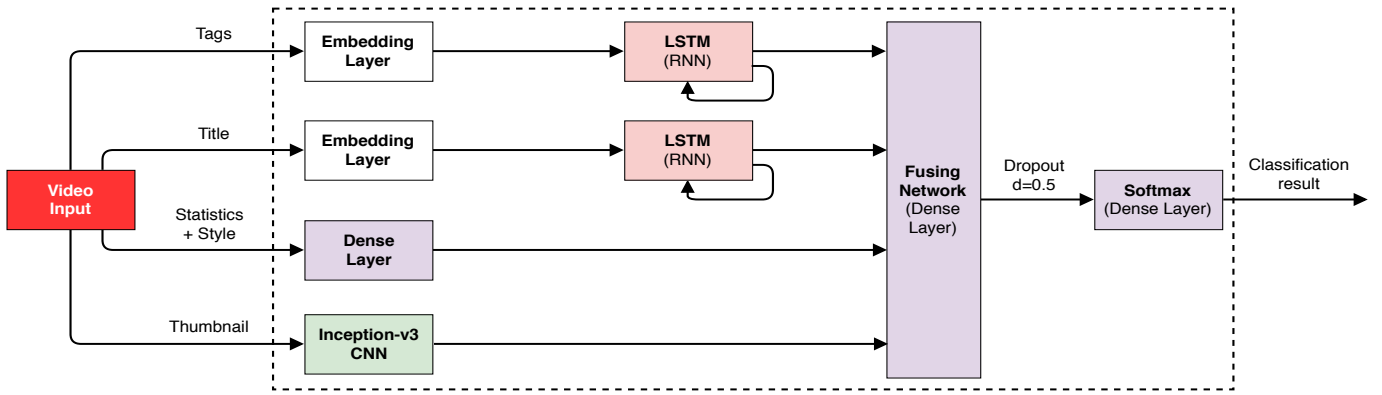 Tags
Embedding
Layer
LSTM
(RNN)
Title
Embedding
Layer
LSTM
(RNN)
Video
Input
Statistics
+ Style
Dense
Layer
Thumbnail
Inception-v3
CNN
Fusing
Network
(Dense
Layer)
Dropout
d=0.5
Softmax
(Dense Layer)
Classification
result